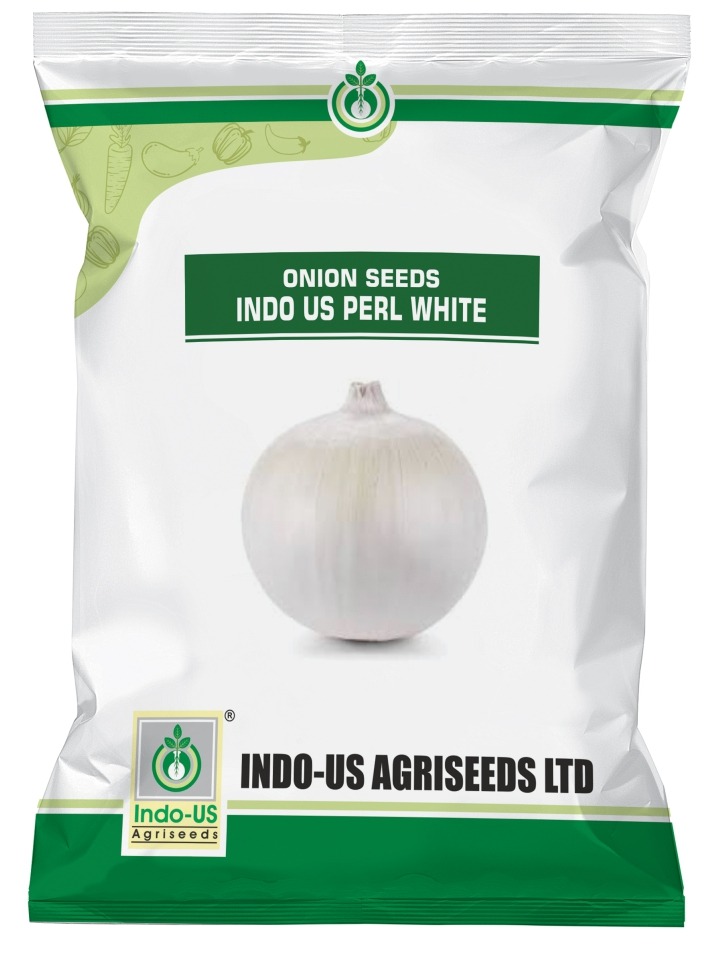 ONION SEEDS
INDO US PERL WHITE
®
INDO-US AGRISEEDS LTD
Indo-US
Agriseeds